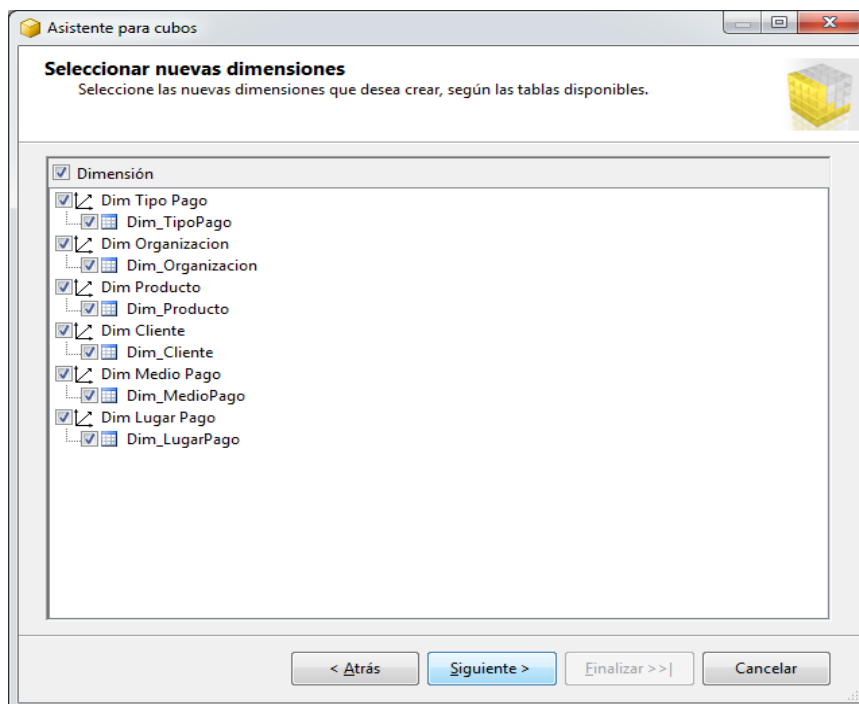 Asistente para cubos
Seleccionar nuevas dimensiones
Seleccione las nuevas dimensiones que desea crear, según las tablas disponibles.
Dimensión
Dim Tipo Pago
Dim_TipoPago
Dim Organizacion
Dim_Organizacion
Dim Producto
Dim_Producto
Dim Cliente
Dim_Cliente
Dim Medio Pago
Dim_MedioPago
Dim Lugar Pago
Dim_LugarPago
< Atrás Siguiente > Finalizar >>| Cancelar